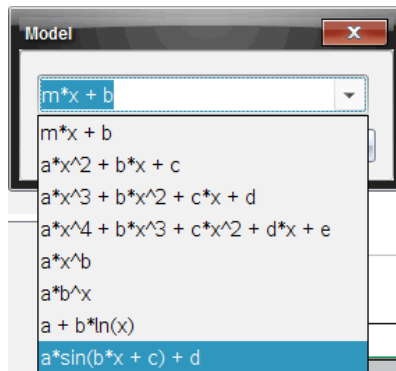 Model
m*x + b
m*x + b
a*x^2 + b*x + c
a*x^3 + b*x^2 + c*x + d
a*x^4 + b*x^3 + c*x^2 + d*x + e
a*x^b
a*b^x
a + b*ln(x)
a*sin(b*x + c) + d